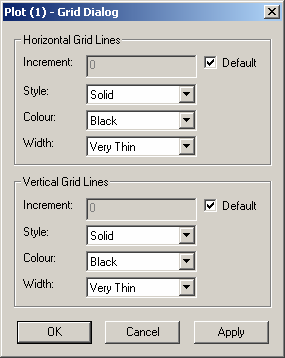 Plot (1) - Grid Dialog
Horizontal Grid Lines
Increment: 0 Default
Style: Solid
Colour: Black
Width: Very Thin
Vertical Grid Lines
Increment: 0 Default
Style: Solid
Colour: Black
Width: Very Thin
OK Cancel Apply